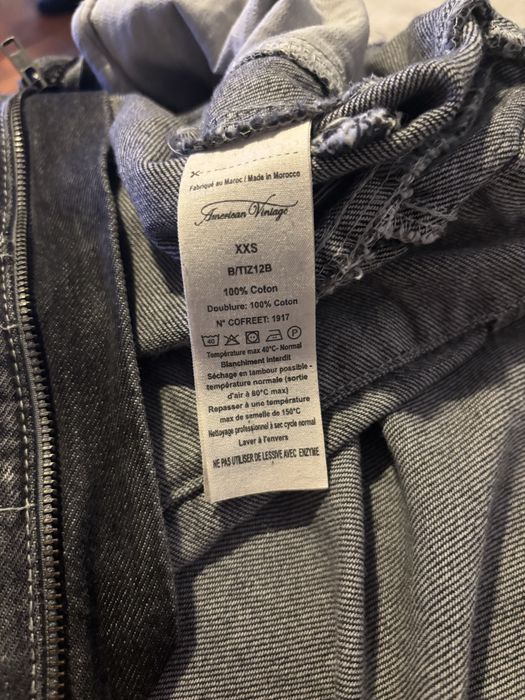 Fabriqué au Maroc / Made in Morocco
American Vintage
XXS
B/TIZ12B
100% Coton
Doublure: 100% Coton
N° COFREET: 1917
40 P
Température max 40°C- Normal
Blanchiment Interdit
Séchage en tambour possible -
température normale (sortie
d'air à 80°C max)
Repasser à une température
max de semelle de 150°C
Nettoyage professionnel à sec cycle normal
Laver à l'envers
NE PAS UTILISER DE LESSIVE AVEC ENZYME